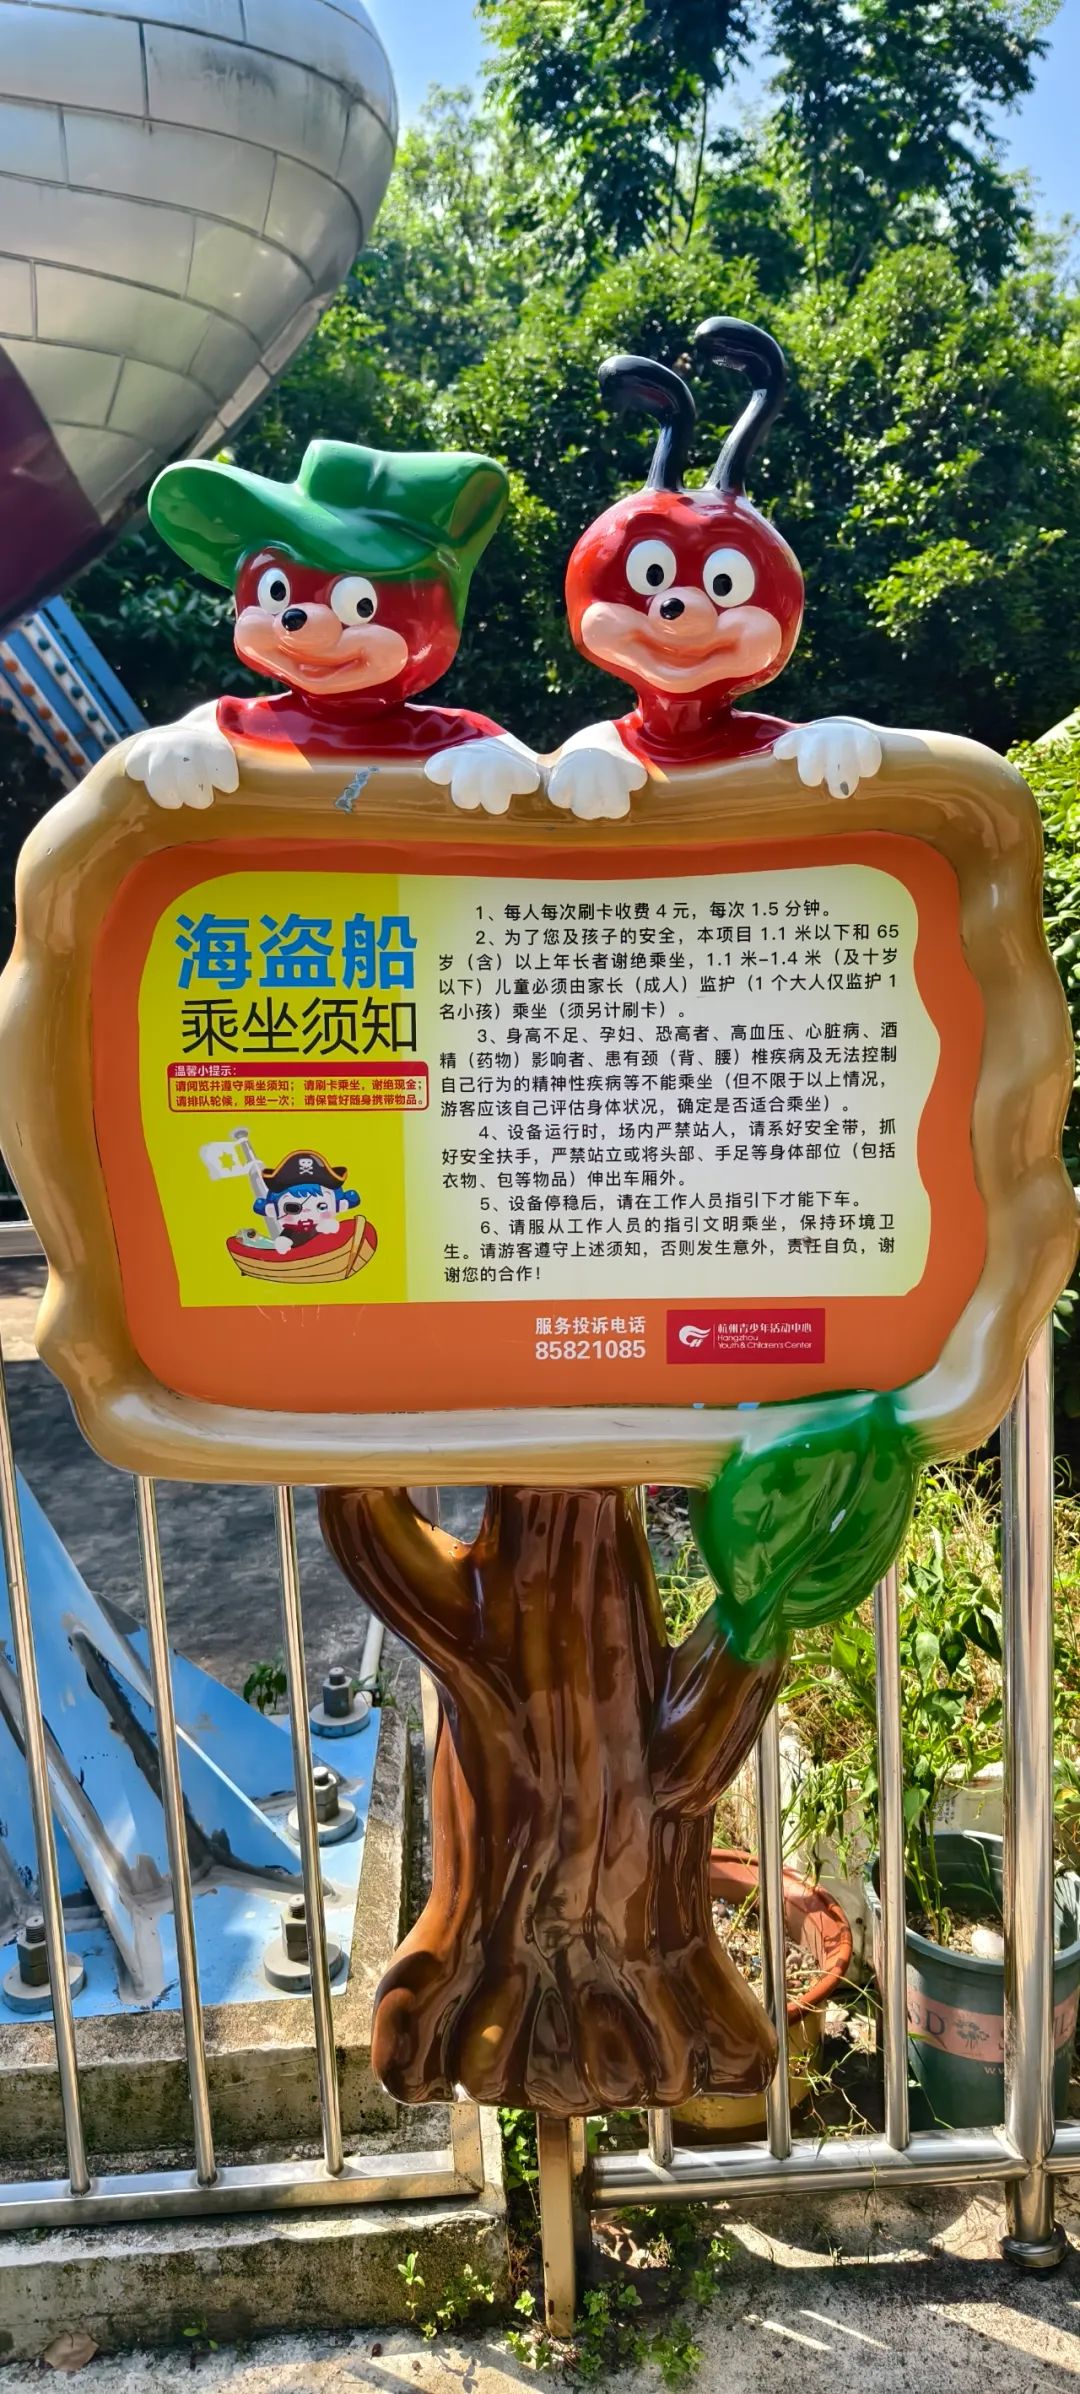 海盗船
乘坐须知
温馨小提示：
请阅览并遵守乘坐须知；请刷卡乘坐，谢绝现金；
请排队轮候，限坐一次；请保管好随身携带物品。
1、每人每次刷卡收费 4 元，每次 1.5 分钟。
2、为了您及孩子的安全，本项目 1.1 米以下和 65
岁（含）以上年长者谢绝乘坐，1.1 米–1.4 米（及十岁
以下）儿童必须由家长（成人）监护（1 个大人仅监护 1
名小孩）乘坐（须另计刷卡）。
3、身高不足、孕妇、恐高者、高血压、心脏病、酒
精（药物）影响者、患有颈（背、腰）椎疾病及无法控制
自己行为的精神性疾病等不能乘坐（但不限于以上情况，
游客应该自己评估身体状况，确定是否适合乘坐）。
4、设备运行时，场内严禁站人，请系好安全带，抓
好安全扶手，严禁站立或将头部、手足等身体部位（包括
衣物、包等物品）伸出车厢外。
5、设备停稳后，请在工作人员指引下才能下车。
6、请服从工作人员的指引文明乘坐，保持环境卫
生。请游客遵守上述须知，否则发生意外，责任自负，谢
谢您的合作！
服务投诉电话
85821085
杭州青少年活动中心
Hangzhou
Youth & Children's Center